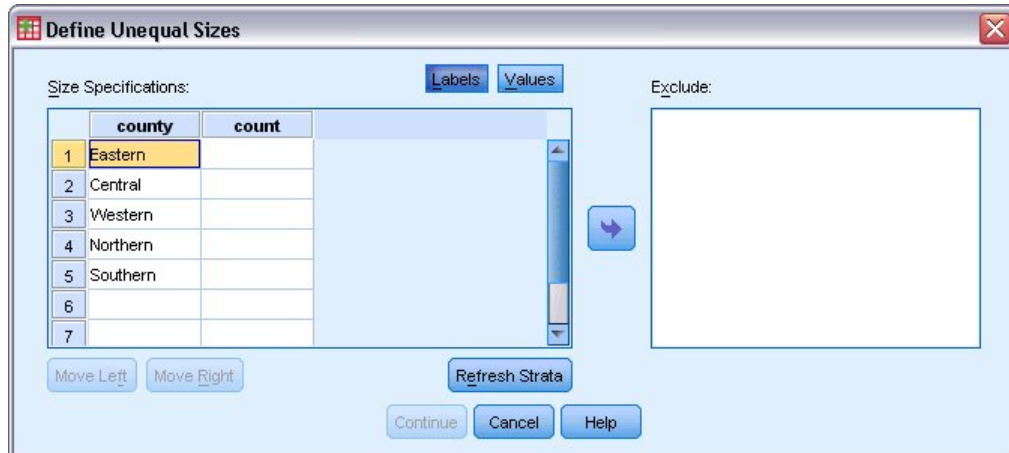 Define Unequal Sizes
Size Specifications:
Labels
Values
Exclude:
county count
1 Eastern
2 Central
3 Western
4 Northern
5 Southern
6
7
Move Left
Move Right
Refresh Strata
Continue
Cancel
Help